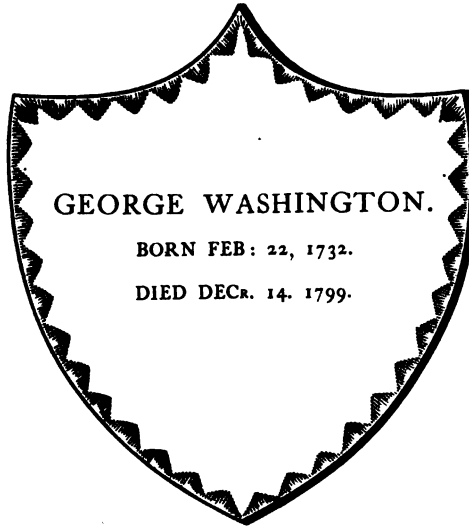 GEORGE WASHINGTON.
BORN FEB: 22, 1732.
DIED DECR. 14. 1799.